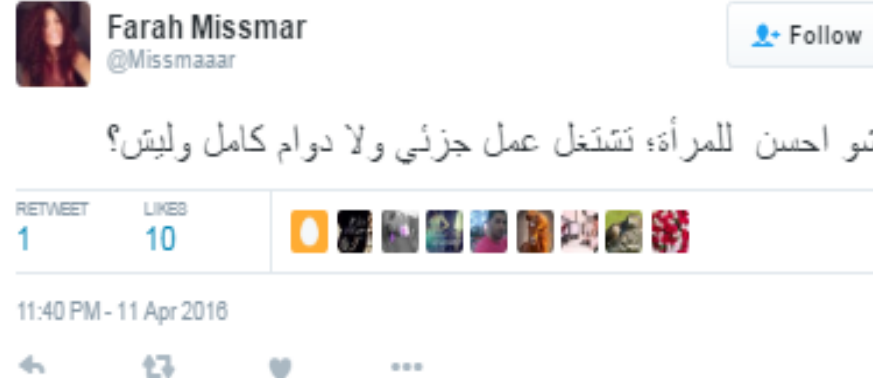 Farah Missmar
@Missmaaar
Follow
شو احسن للمرأة؛ تشتغل عمل جزئي ولا دوام كامل وليش؟
RETWEET LIKES
1 10
11:40 PM - 11 Apr 2016